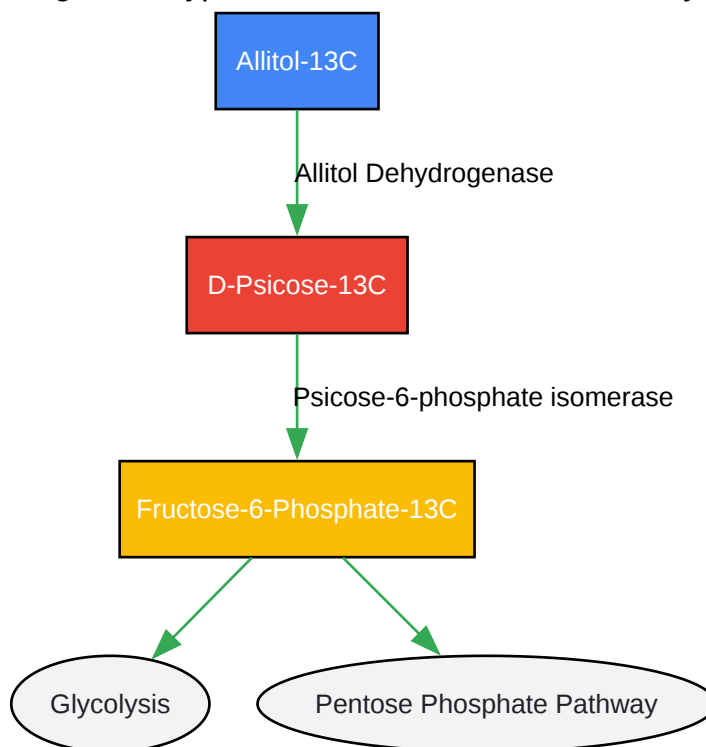 Allitol-13C
Allitol Dehydrogenase
D-Psicose-13C
Psicose-6-phosphate isomerase
Fructose-6-Phosphate-13C
Glycolysis
Pentose Phosphate Pathway